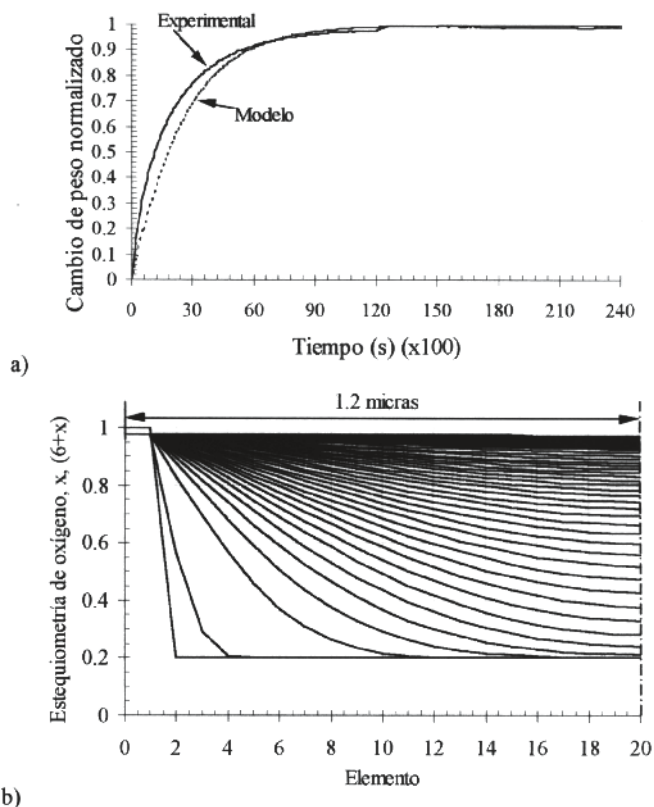 Experimental
Modelo
Cambio de peso normalizado
1
0.9
0.8
0.7
0.6
0.5
0.4
0.3
0.2
0.1
0
0 30 60 90 120 150 180 210 240
Tiempo (s) (x100)
a)
1.2 micras
Estequiometría de oxígeno, x, (6+x)
1
0.8
0.6
0.4
0.2
0
0 2 4 6 8 10 12 14 16 18 20
Elemento
b)